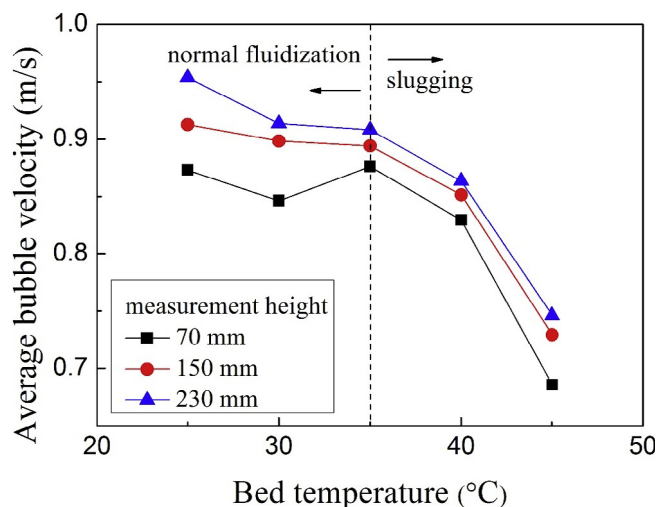 Average bubble velocity (m/s)
1.0
0.9
0.8
0.7
normal fluidization
slugging
measurement height
70 mm
150 mm
230 mm
20
30
40
50
Bed temperature (°C)